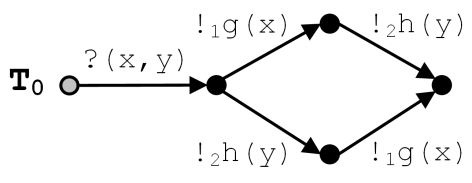 !₁g(x) !₂h(y)
?(x,y)
T₀
!₂h(y) !₁g(x)